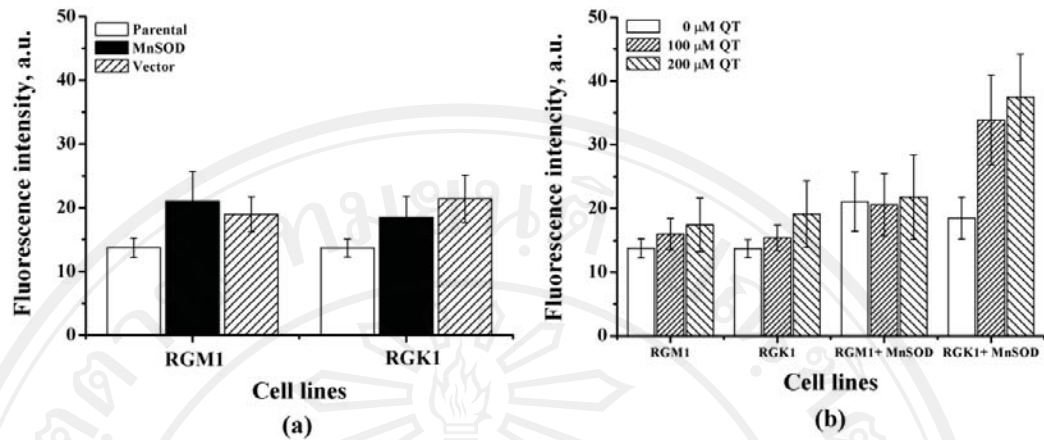 Parental
MnSOD
Vector
Fluorescence intensity, a.u.
50
40
30
20
10
0
RGM1
RGK1
Cell lines
(a)
0 μM QT
100 μM QT
200 μM QT
Fluorescence intencity, a.u.
50
40
30
20
10
0
RGM1
RGK1
RGM1+ MnSOD
RGK1+ MnSOD
Cell lines
(b)